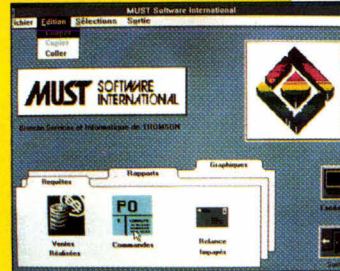 MUST Software International
ichier Edition Sélections Sortie
Couper
Copier
Coller
MUST SOFTWARE
INTERNATIONAL
Branche Services et Informatique de THOMSON
Graphiques
Rapports
Requêtes
PO
Ventes
Réalisées
Commandes
Relance
Impayés